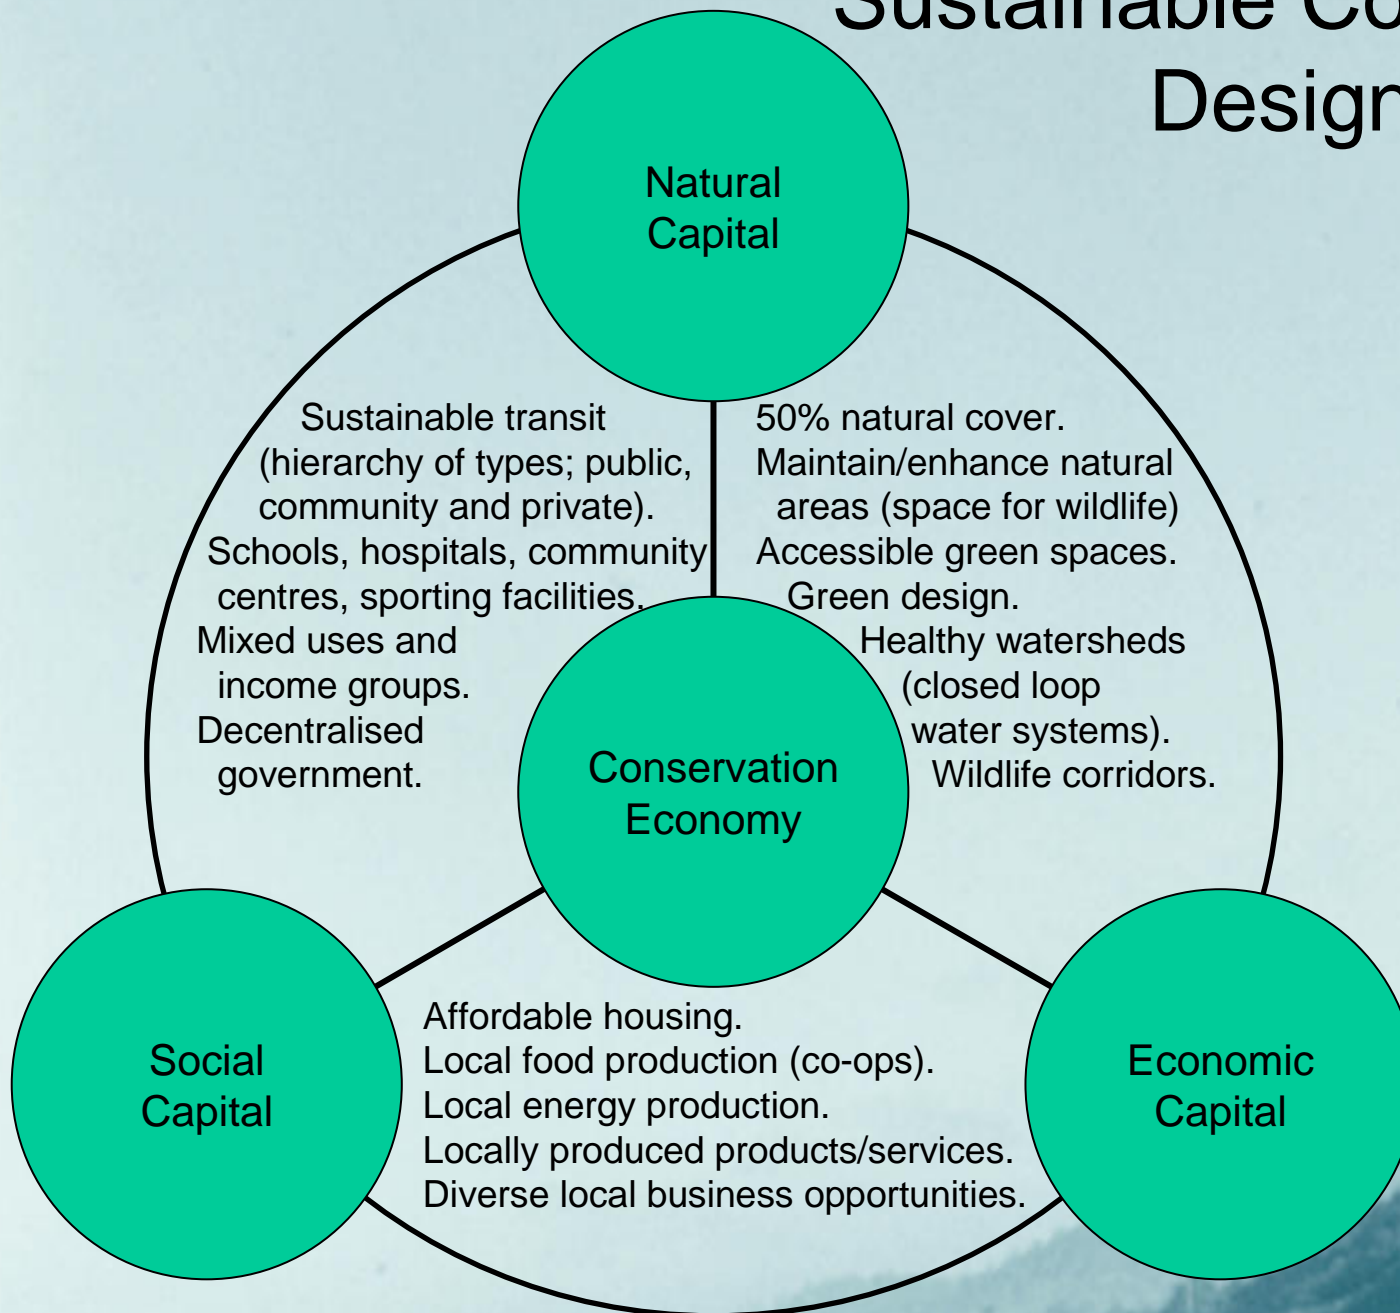 Sustainable Co
Design
Natural
Capital
Sustainable transit
(hierarchy of types; public,
community and private).
Schools, hospitals, community
centres, sporting facilities.
Mixed uses and
income groups.
Decentralised
government.
50% natural cover.
Maintain/enhance natural
areas (space for wildlife)
Accessible green spaces.
Green design.
Healthy watersheds
(closed loop
water systems).
Wildlife corridors.
Conservation
Economy
Social
Capital
Affordable housing.
Local food production (co-ops).
Local energy production.
Locally produced products/services.
Diverse local business opportunities.
Economic
Capital